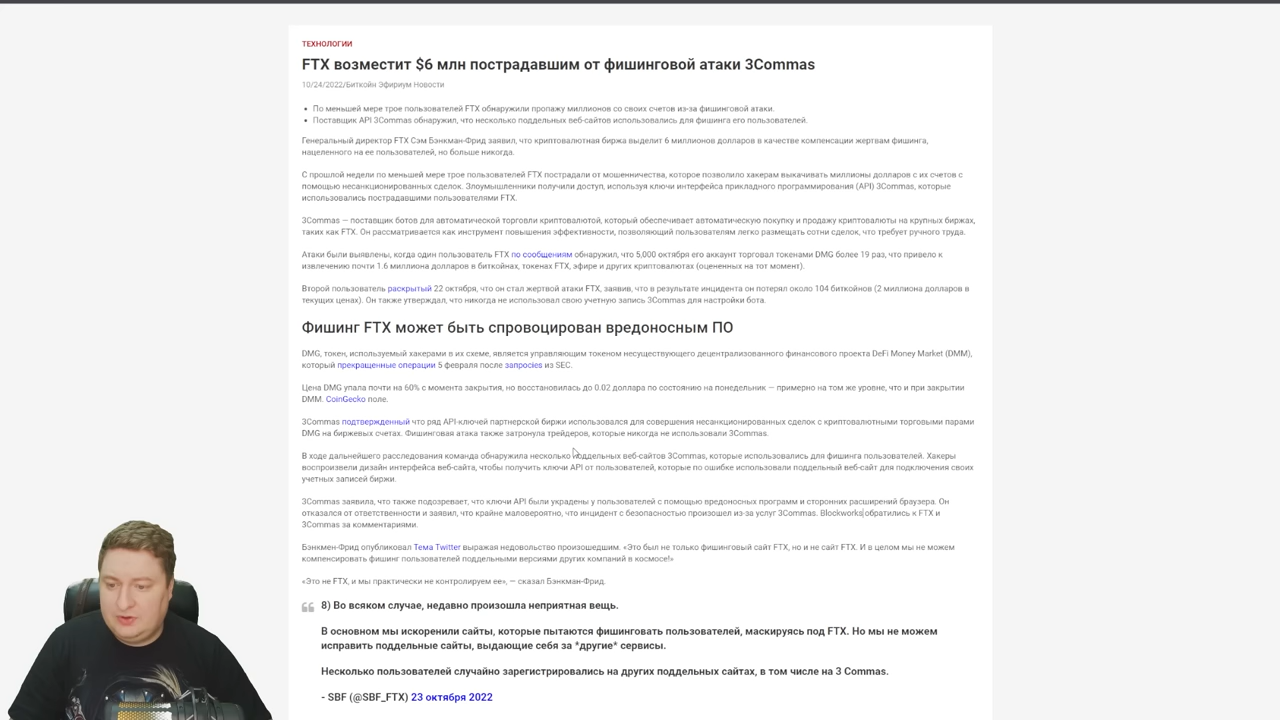 ТЕХНОЛОГИИ
FTX возместит $6 млн пострадавшим от фишинговой атаки 3Commas
10/24/2022/Биткойн Эфириум Новости
По меньшей мере трое пользователей FTX обнаружили пропажу миллионов со своих счетов из-за фишинговой атаки.
Поставщик API 3Commas обнаружил, что несколько поддельных веб-сайтов использовались для фишинга его пользователей.
Генеральный директор FTX Сэм Бэнкман-Фрид заявил, что криптовалютная биржа выделит 6 миллионов долларов в качестве компенсации жертвам фишинга,
нацеленного на ее пользователей, но больше никогда.
С прошлой недели по меньшей мере трое пользователей FTX пострадали от мошенничества, которое позволило хакерам выкачивать миллионы долларов с их счетов с
помощью несанкционированных сделок. Злоумышленники получили доступ, используя ключи интерфейса прикладного программирования (API) 3Commas, которые
использовались пострадавшими пользователями FTX.
3Commas — поставщик ботов для автоматической торговли криптовалютой, который обеспечивает автоматическую покупку и продажу криптовалюты на крупных биржах,
таких как FTX. Он рассматривается как инструмент повышения эффективности, позволяющий пользователям легко размещать сотни сделок, что требует ручного труда.
Атаки были выявлены, когда один пользователь FTX по сообщениям обнаружил, что 5,000 октября его аккаунт торговал токенами DMG более 19 раз, что привело к
извлечению почти 1.6 миллиона долларов в биткойнах, токенах FTX, эфире и других криптовалютах (оцененных на тот момент).
Второй пользователь раскрытый 22 октября, что он стал жертвой атаки FTX, заявив, что в результате инцидента он потерял около 104 биткойнов (2 миллиона долларов в
текущих ценах). Он также утверждал, что никогда не использовал свою учетную запись 3Commas для настройки бота.
Фишинг FTX может быть спровоцирован вредоносным ПО
DMG, токен, используемый хакерами в их схеме, является управляющим токеном несуществующего децентрализованного финансового проекта DeFi Money Market (DMM),
который прекращенные операции 5 февраля после запросies из SEC.
Цена DMG упала почти на 60% с момента закрытия, но восстановилась до 0.02 доллара по состоянию на понедельник — примерно на том же уровне, что и при закрытии
DMM. CoinGecko поле.
3Commas подтвержденный что ряд API-ключей партнерской биржи использовался для совершения несанкционированных сделок с криптовалютными торговыми парами
DMG на биржевых счетах. Фишинговая атака также затронула трейдеров, которые никогда не использовали 3Commas.
В ходе дальнейшего расследования команда обнаружила несколько поддельных веб-сайтов 3Commas, которые использовались для фишинга пользователей. Хакеры
воспроизвели дизайн интерфейса веб-сайта, чтобы получить ключи API от пользователей, которые по ошибке использовали поддельный веб-сайт для подключения своих
учетных записей биржи.
3Commas заявила, что также подозревает, что ключи API были украдены у пользователей с помощью вредоносных программ и сторонних расширений браузера. Он
отказался от ответственности и заявил, что крайне маловероятно, что инцидент с безопасностью произошел из-за услуг 3Commas. Blockworks обратились к FTX и
3Commas за комментариями.
Бэнкмен-Фрид опубликовал Тема Twitter выражая недовольство произошедшим. «Это был не только фишинговый сайт FTX, но и не сайт FTX. И в целом мы не можем
компенсировать фишинг пользователей поддельными версиями других компаний в космосе!»
«Это не FTX, и мы практически не контролируем ее», — сказал Бэнкман-Фрид.
8) Во всяком случае, недавно произошла неприятная вещь.
В основном мы искоренили сайты, которые пытаются фишинговать пользователей, маскируясь под FTX. Но мы не можем
исправить поддельные сайты, выдающие себя за *другие* сервисы.
Несколько пользователей случайно зарегистрировались на других поддельных сайтах, в том числе на 3 Commas.
- SBF (@SBF_FTX) 23 октября 2022